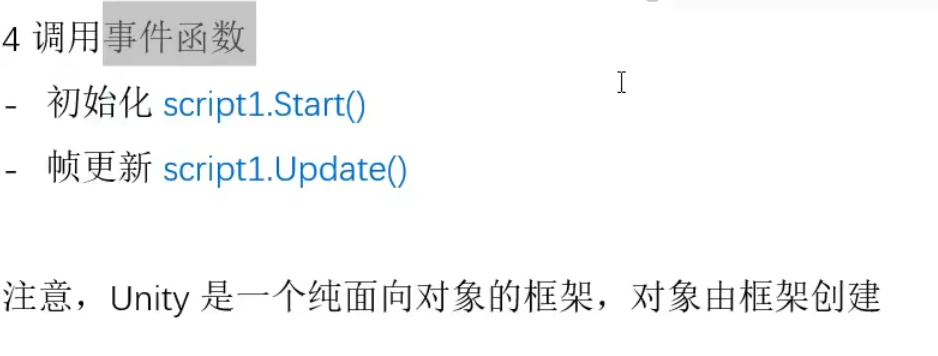 4 调用事件函数
- 初始化 script1.Start()
- 帧更新 script1.Update()
注意，Unity 是一个纯面向对象的框架，对象由框架创建